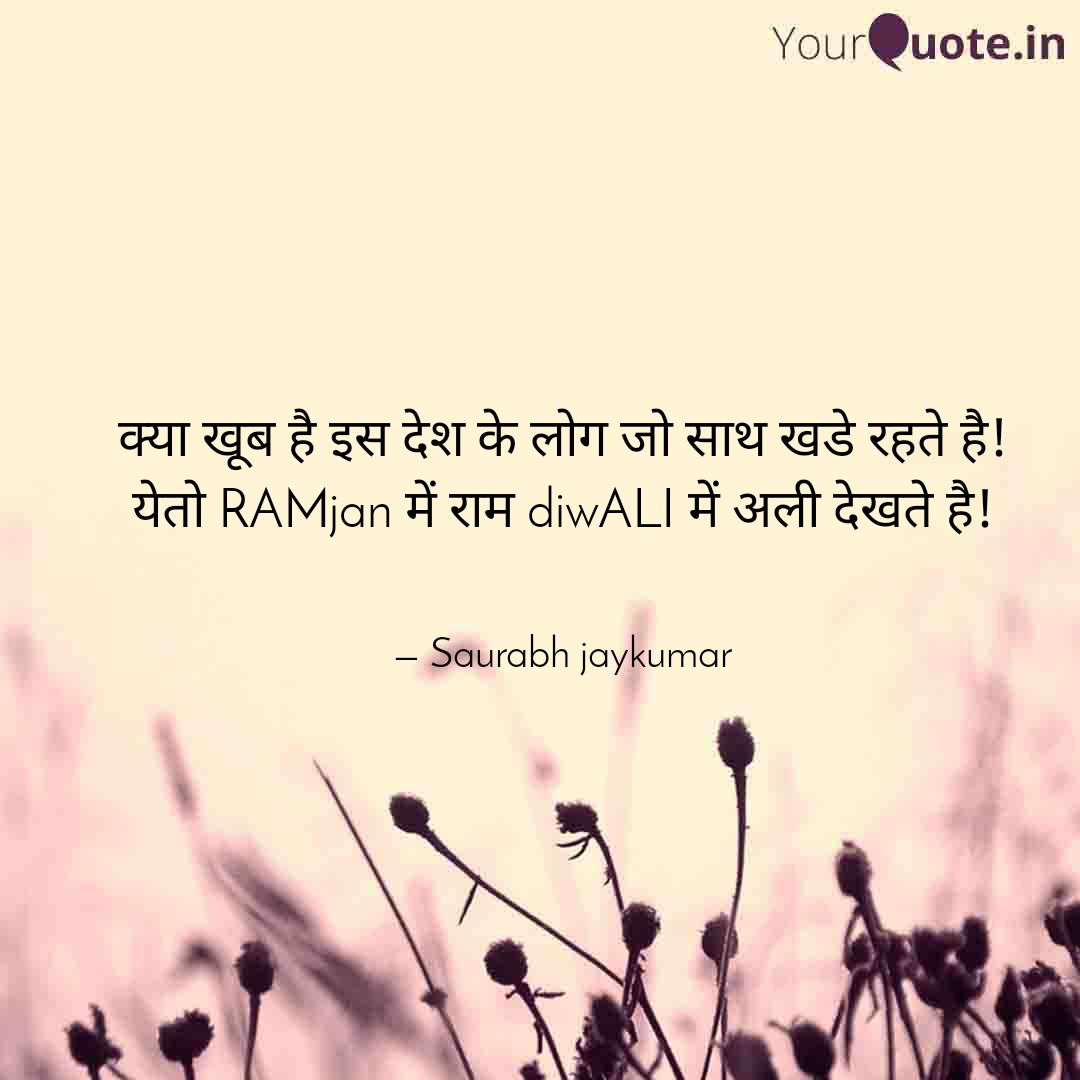 YourQuote.in
क्या खूब है इस देश के लोग जो साथ खडे रहते है!
येतो RAMjan में राम diwALI में अली देखते है!
– Saurabh jaykumar